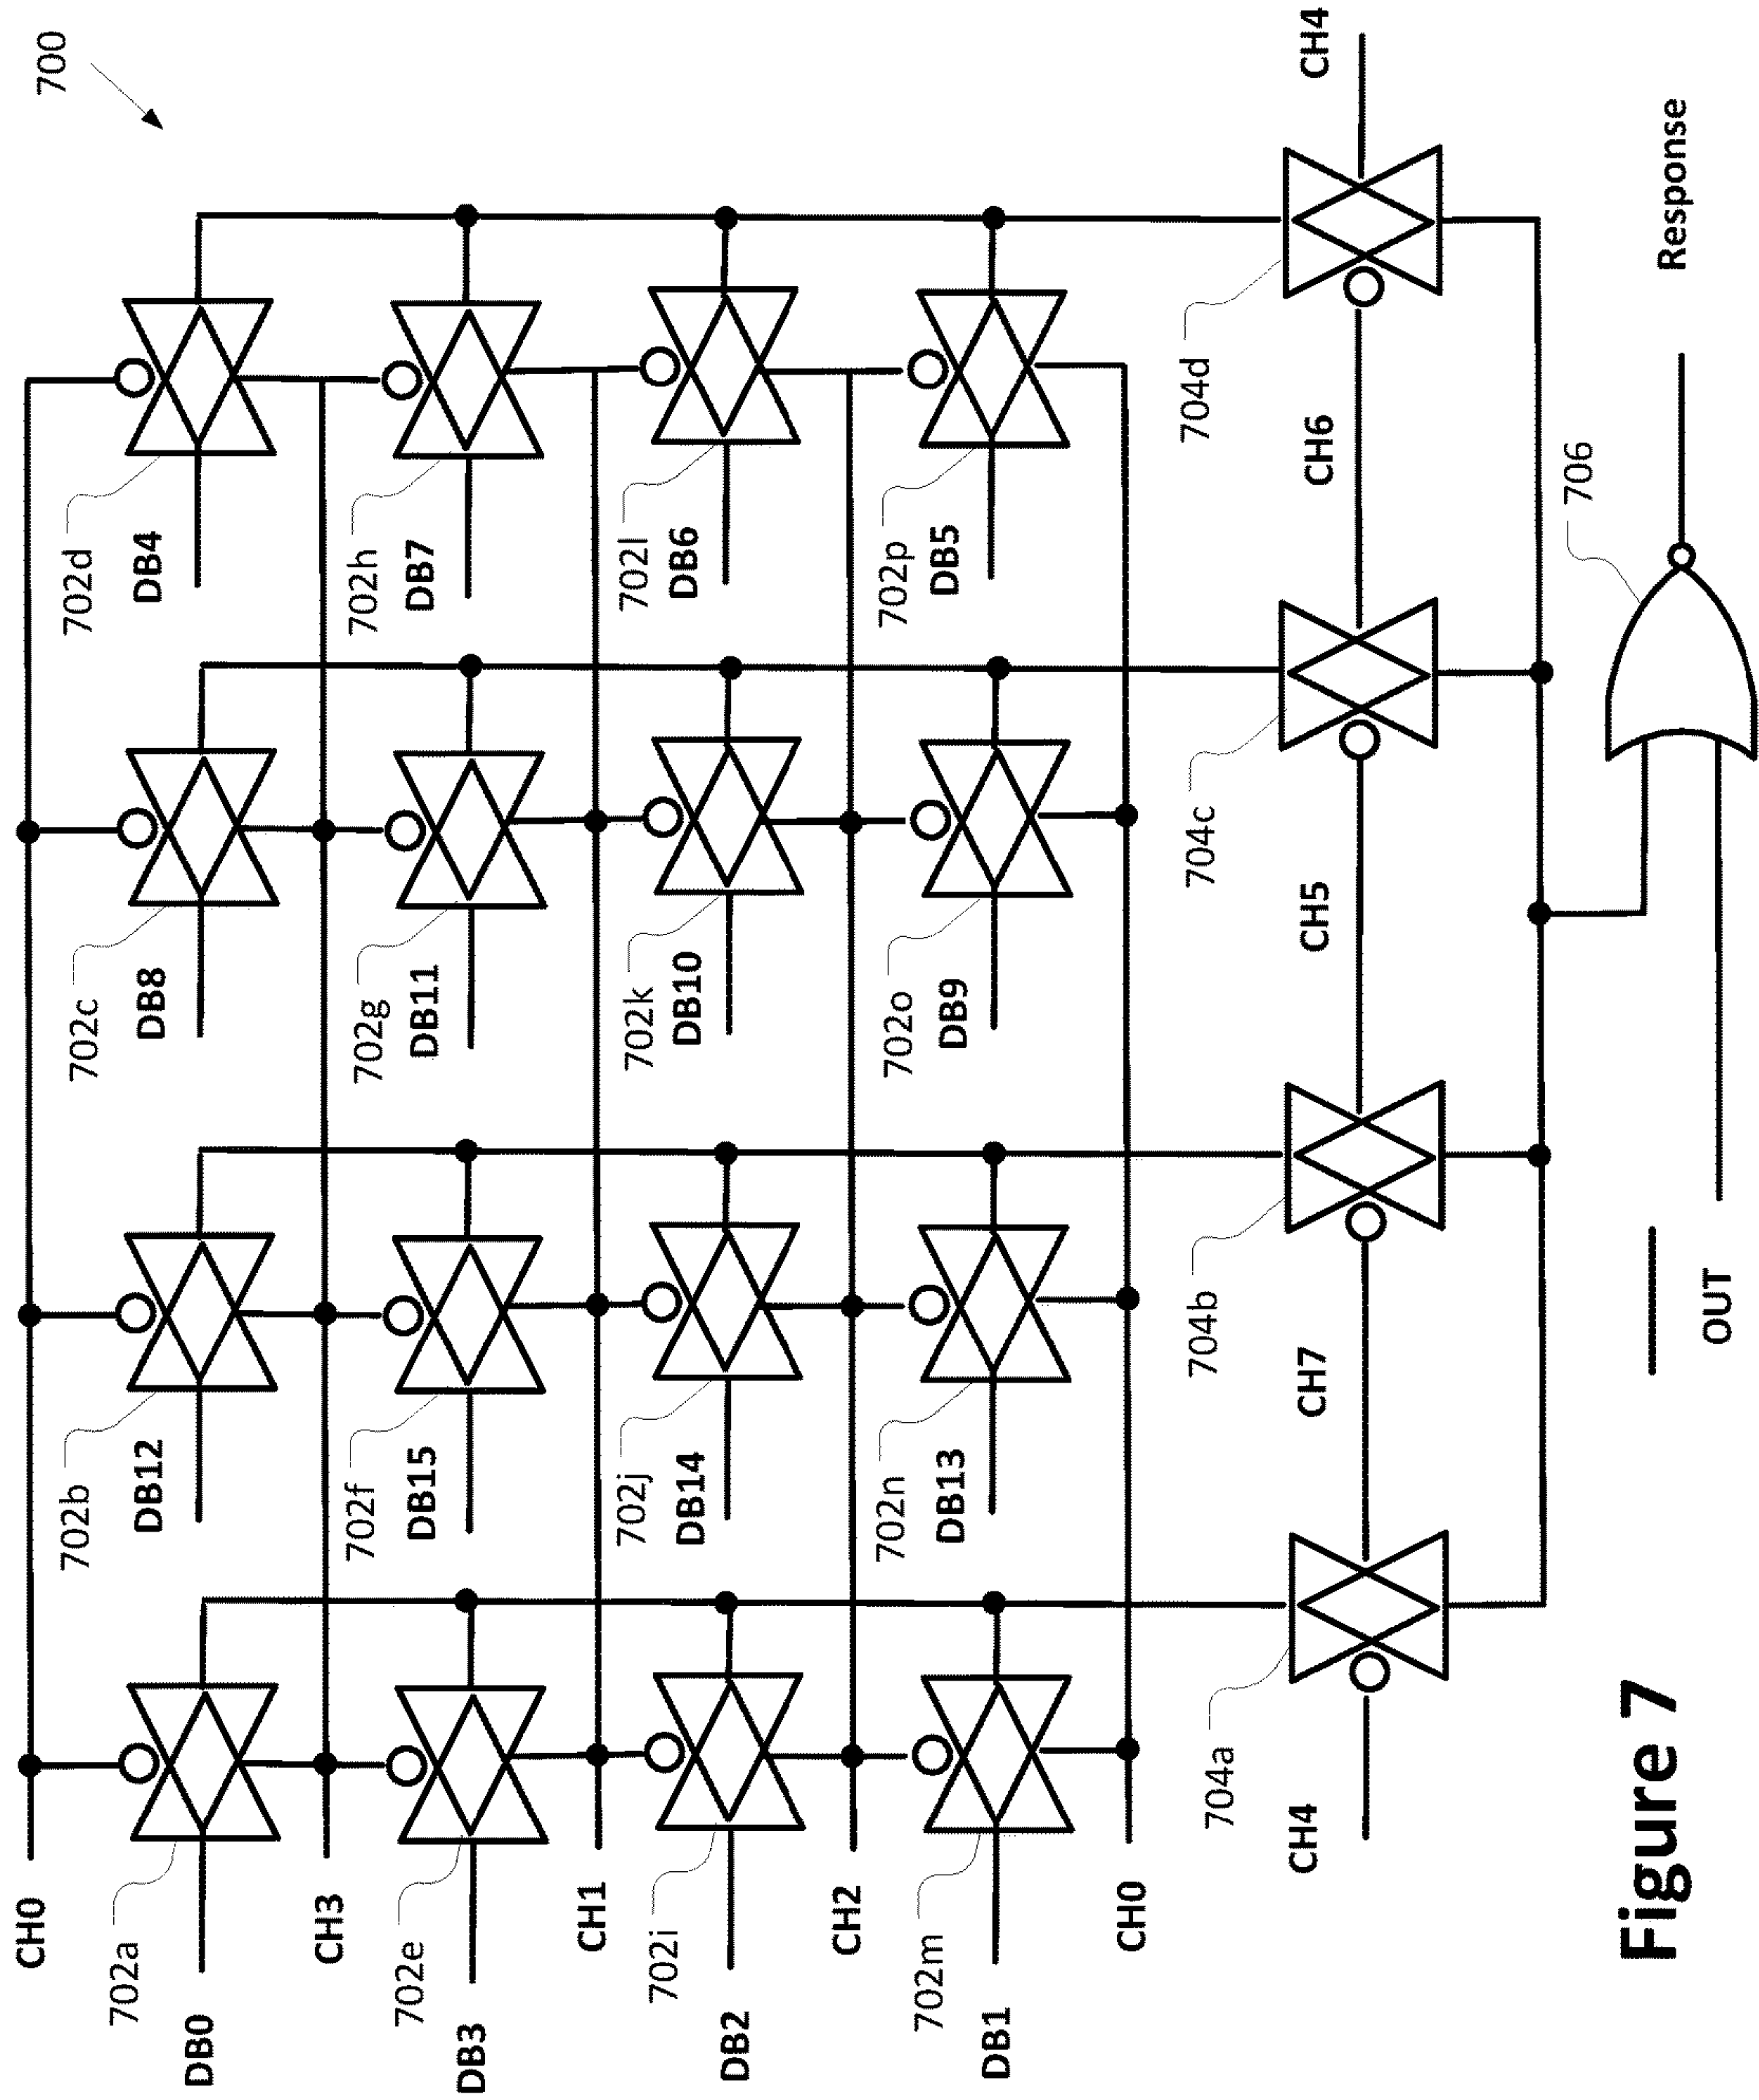 700
CH0
702a
DB0
702b
DB12
702c
DB8
702d
DB4
CH3
702e
DB3
702f
DB15
702g
DB11
702h
DB7
CH1
702i
DB2
702j
DB14
702k
DB10
702l
DB6
CH2
702m
DB1
702n
DB13
702o
DB9
702p
DB5
CH0
704a
704b
704c
704d
CH4
CH7
CH5
CH6
CH4
706
OUT
Response
Figure 7